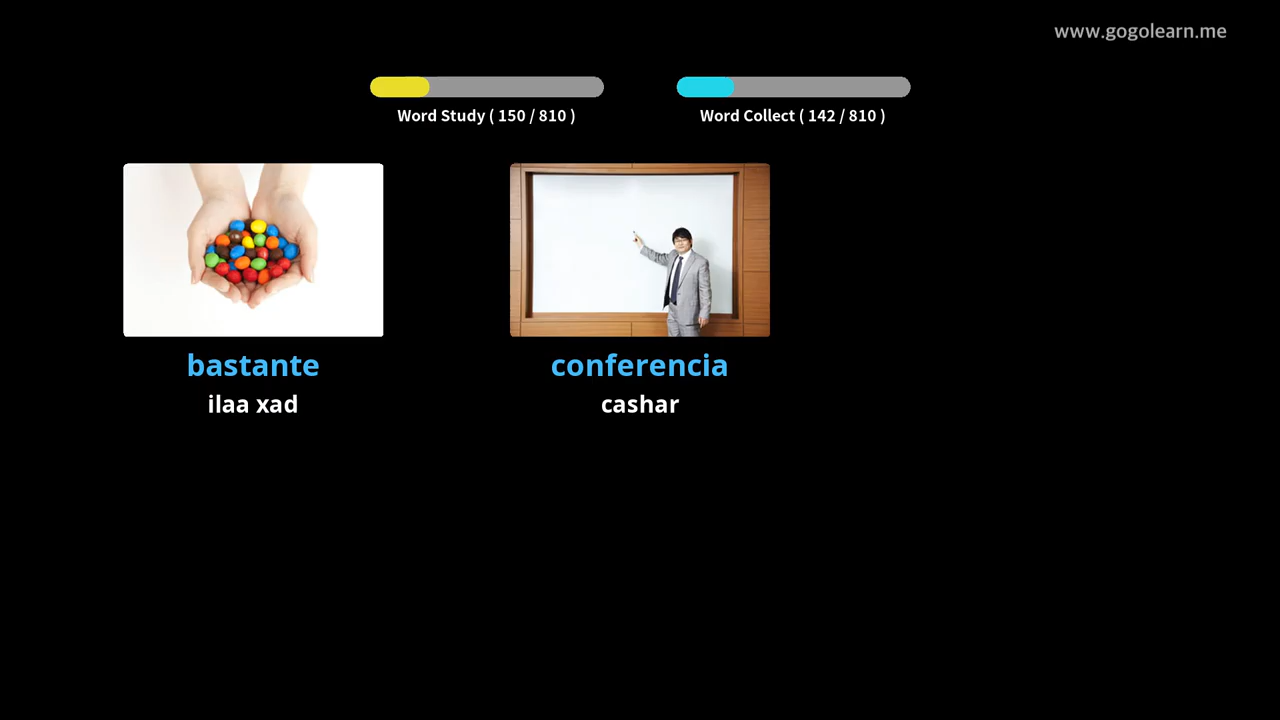 www.gogolearn.me
Word Study ( 150 / 810 )
Word Collect ( 142 / 810 )
bastante
ilaa xad
conferencia
cashar